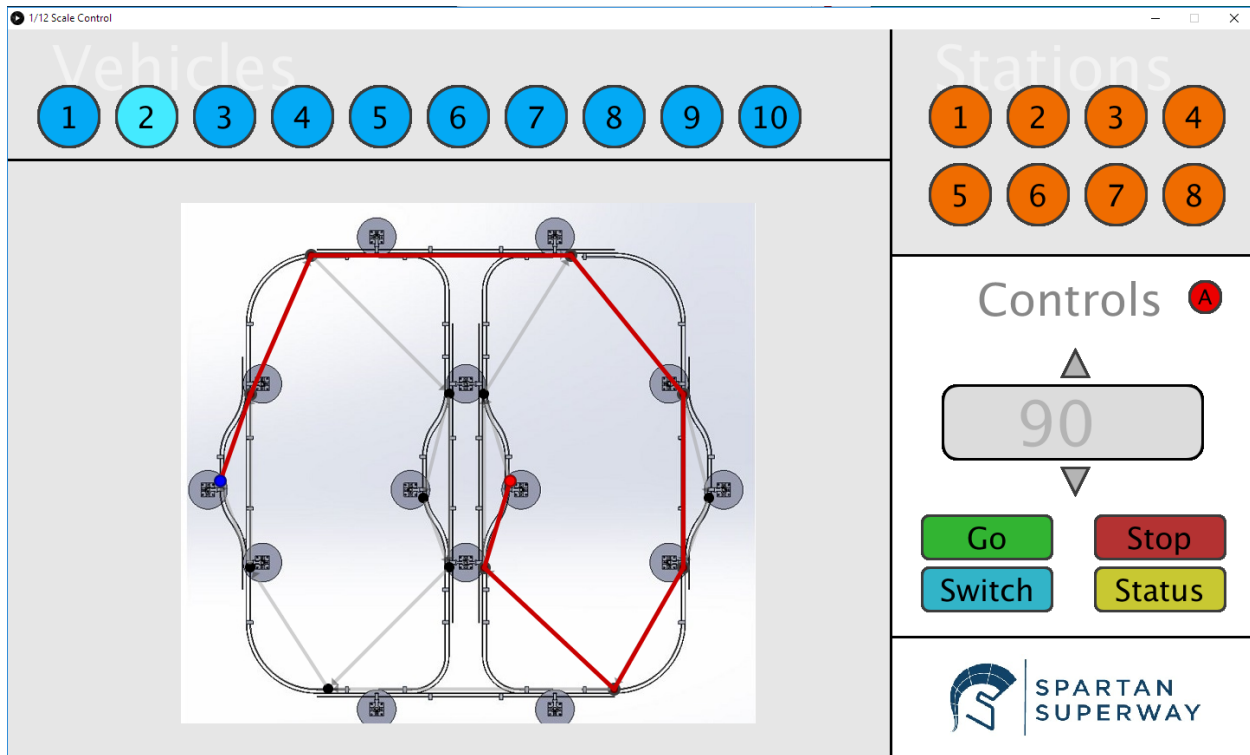 1/12 Scale Control
Vehicles
1 2 3 4 5 6 7 8 9 10
Stations
1 2 3 4
5 6 7 8
Controls A
90
Go Stop
Switch Status
SPARTAN
SUPERWAY